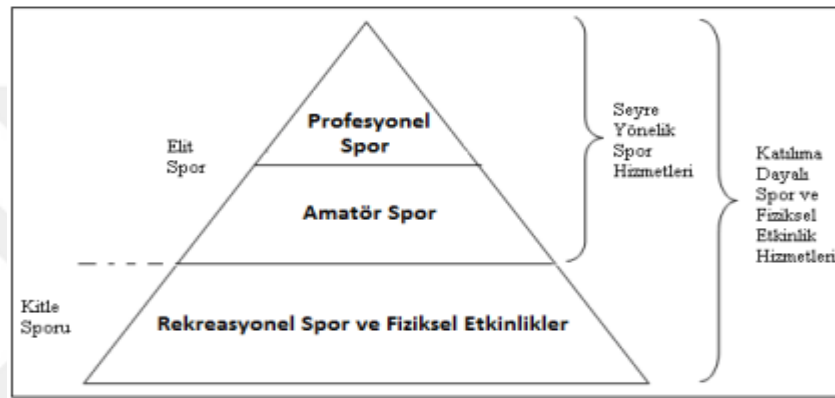 Profesyonel
Spor
Elit
Spor
Amatör Spor
Kitle
Sporu
Rekreasyonel Spor ve Fiziksel Etkinlikler
Seyre
Yönelik
Spor
Hizmetleri
Katılıma
Dayalı
Spor ve
Fiziksel
Etkinlik
Hizmetleri